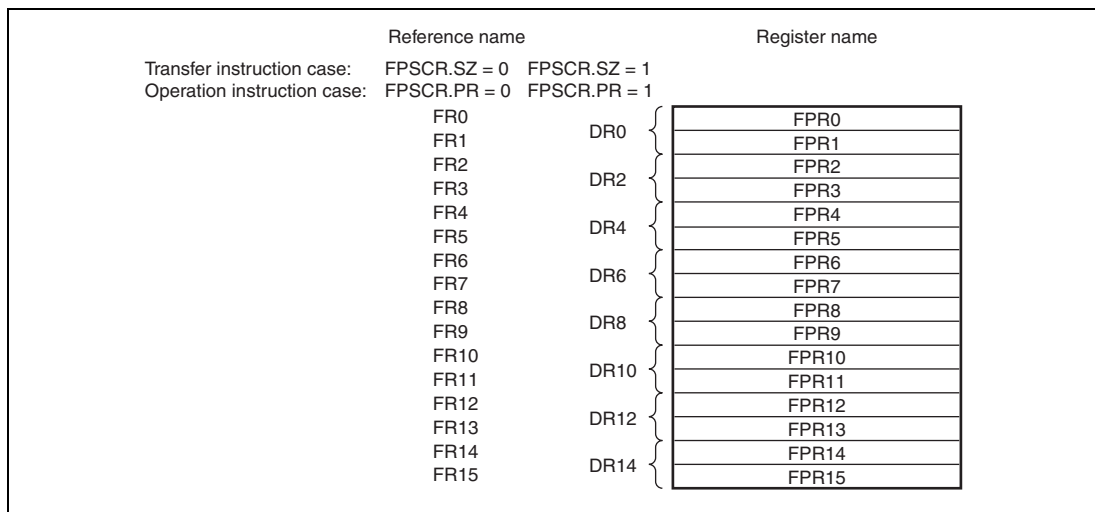 Reference name Register name
Transfer instruction case: FPSCR.SZ = 0 FPSCR.SZ = 1
Operation instruction case: FPSCR.PR = 0 FPSCR.PR = 1
FR0 DR0 FPR0
FR1 FPR1
FR2 DR2 FPR2
FR3 FPR3
FR4 DR4 FPR4
FR5 FPR5
FR6 DR6 FPR6
FR7 FPR7
FR8 DR8 FPR8
FR9 FPR9
FR10 DR10 FPR10
FR11 FPR11
FR12 DR12 FPR12
FR13 FPR13
FR14 DR14 FPR14
FR15 FPR15